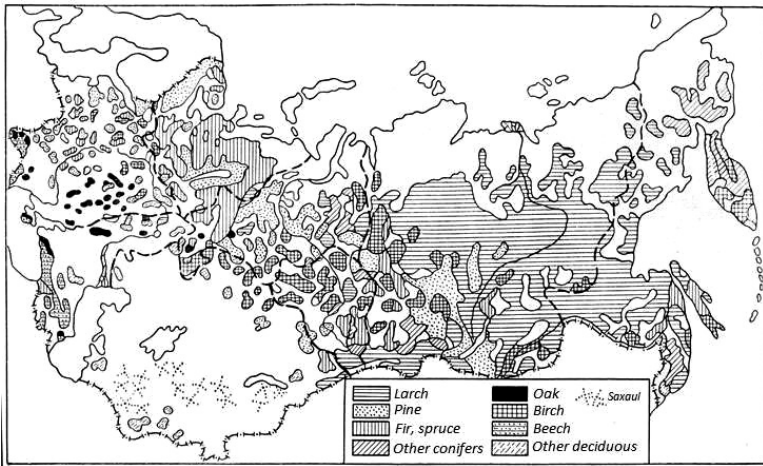 Larch
Pine
Fir, spruce
Other conifers
Oak
Birch
Beech
Other deciduous
Saxaul